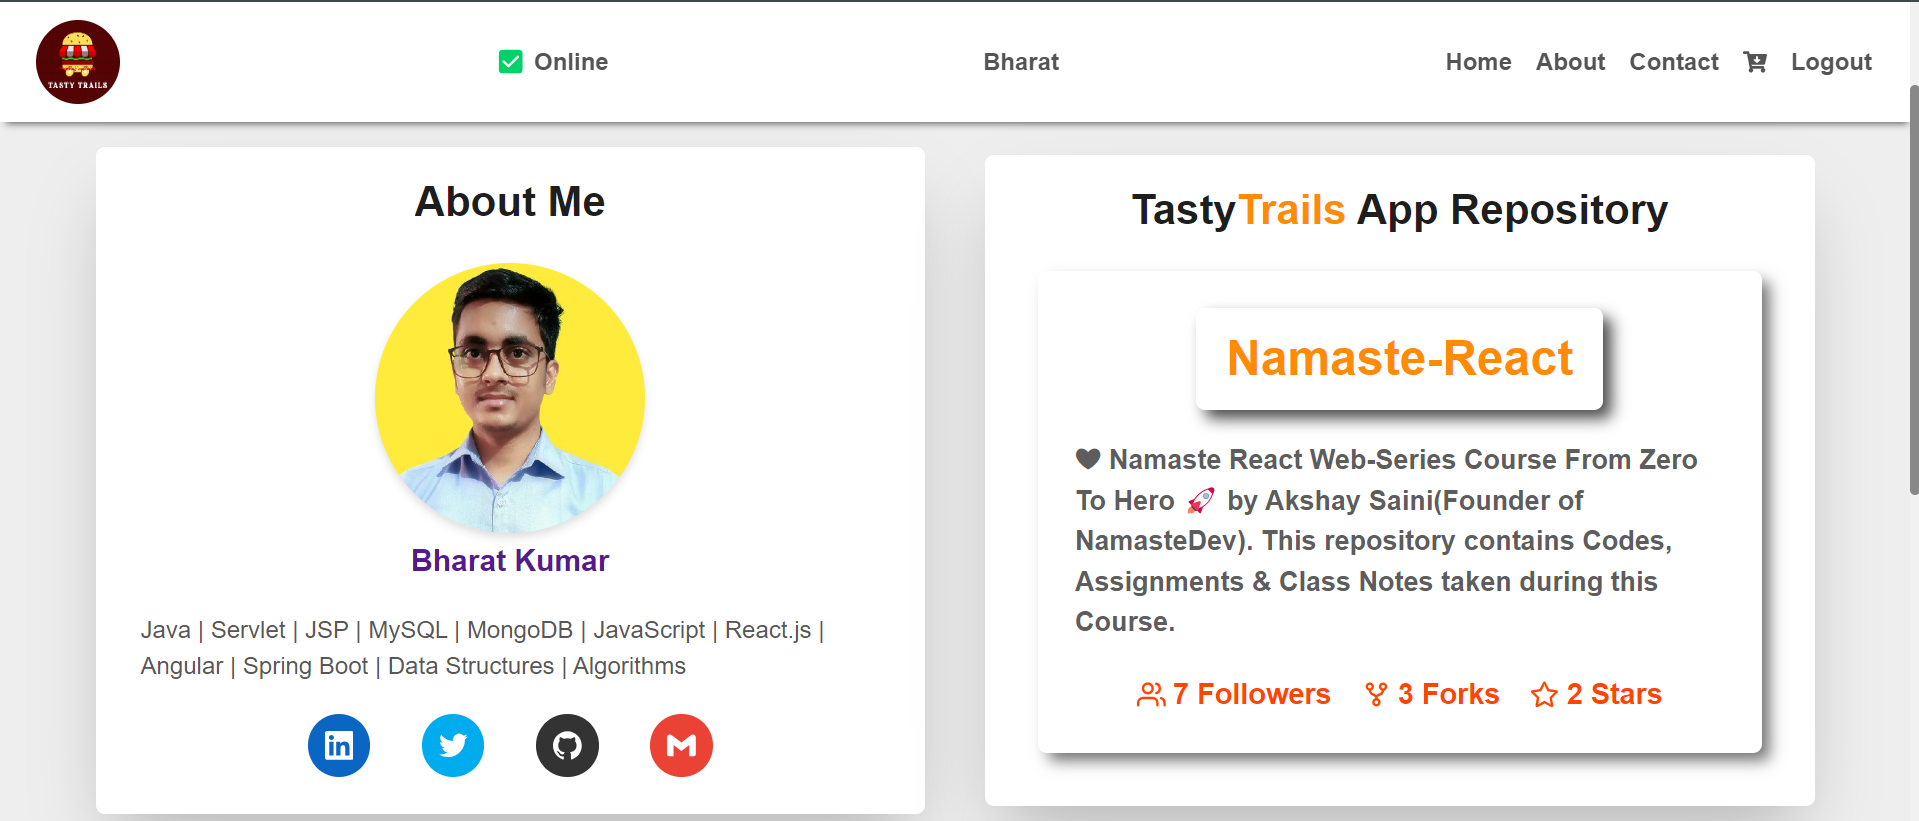 TASTY TRAILS
Online
Bharat
Home About Contact Logout
About Me
Bharat Kumar
Java | Servlet | JSP | MySQL | MongoDB | JavaScript | React.js |
Angular | Spring Boot | Data Structures | Algorithms
in
TastyTrails App Repository
Namaste-React
🖤 Namaste React Web-Series Course From Zero
To Hero 🚀 by Akshay Saini(Founder of
NamasteDev). This repository contains Codes,
Assignments & Class Notes taken during this
Course.
7 Followers 3 Forks 2 Stars